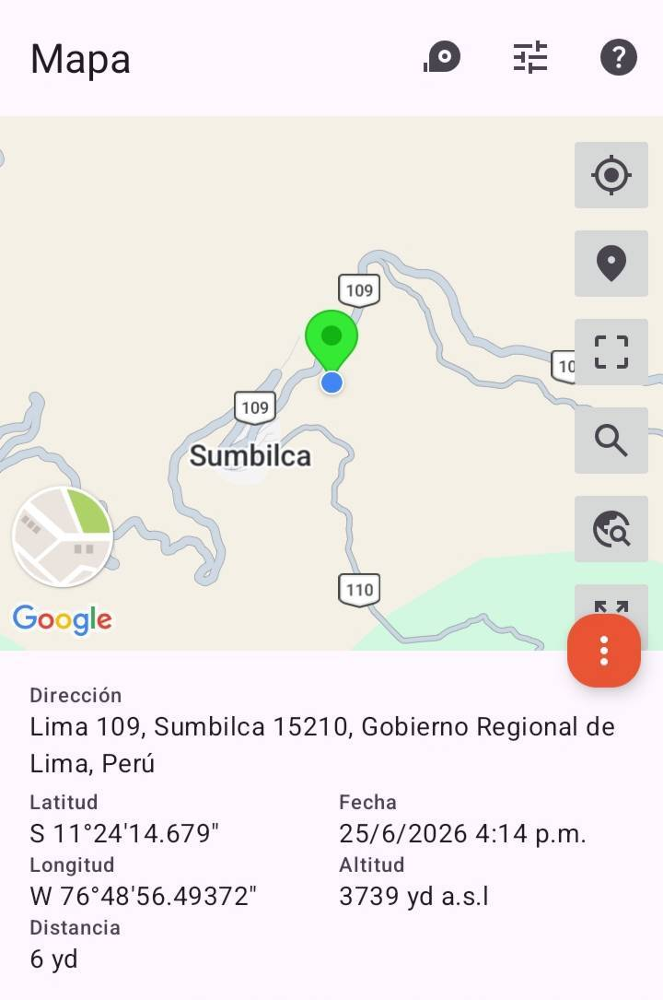 Mapa
109
10
109
Sumbilca
110
Google
Dirección
Lima 109, Sumbilca 15210, Gobierno Regional de
Lima, Perú
Latitud
S 11°24'14.679"
Fecha
25/6/2026 4:14 p.m.
Longitud
W 76°48'56.49372"
Altitud
3739 yd a.s.l
Distancia
6 yd